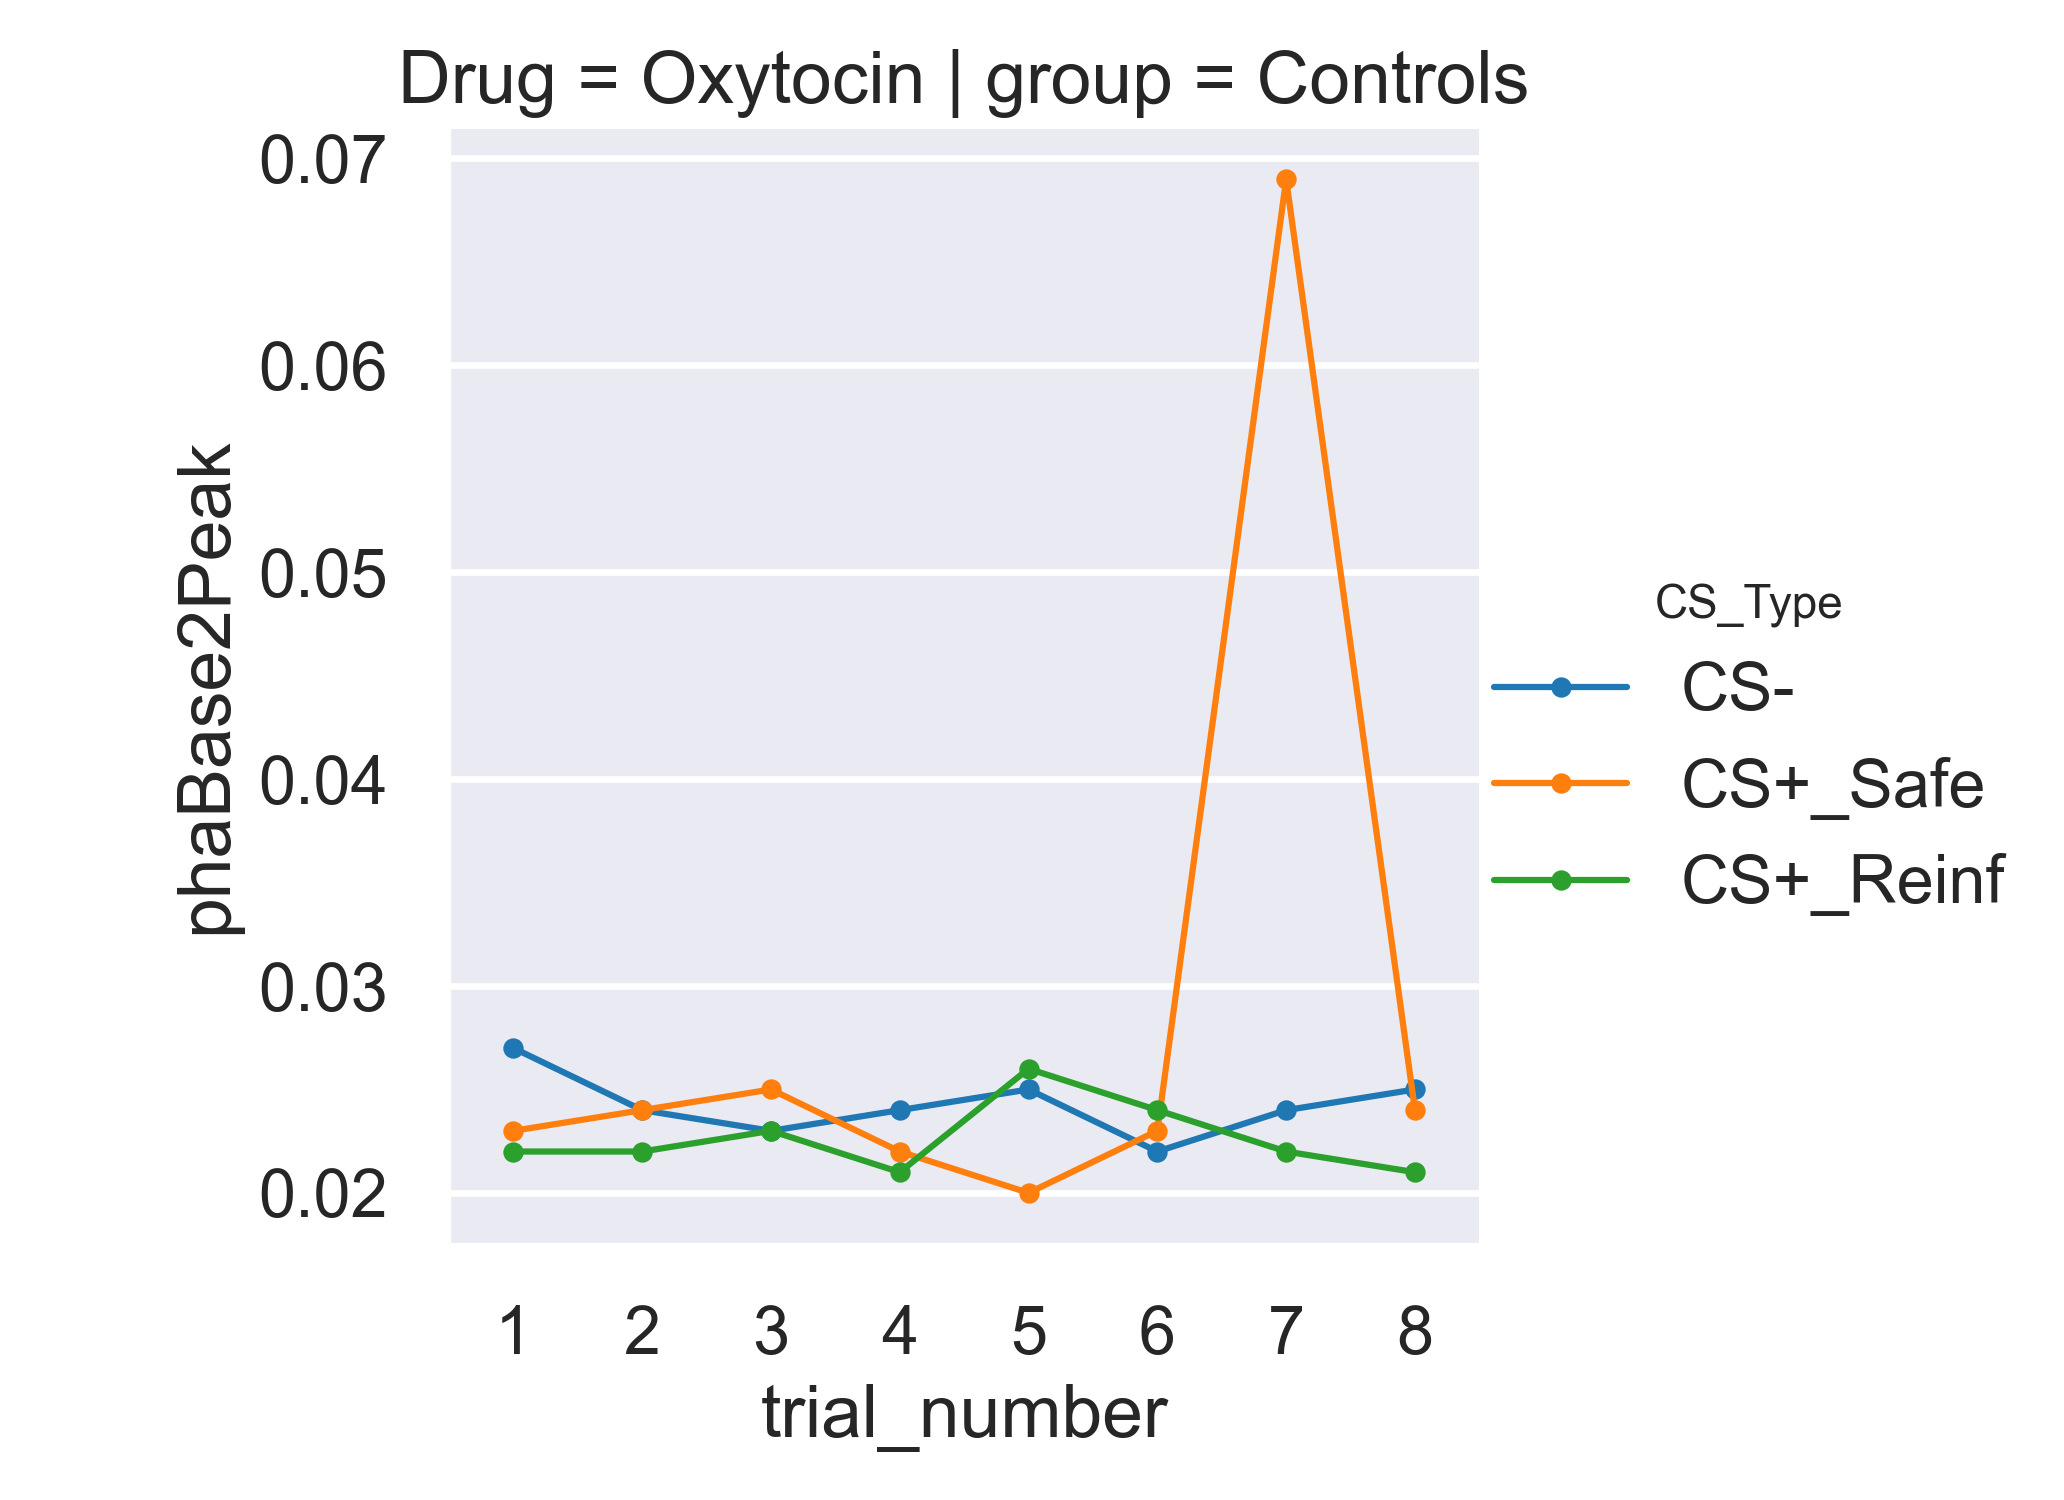 Drug = Oxytocin | group = Controls
0.07
0.06
0.05
0.04
0.03
0.02
phaBase2Peak
1 2 3 4 5 6 7 8
trial_number
CS_Type
CS-
CS+_Safe
CS+_Reinf